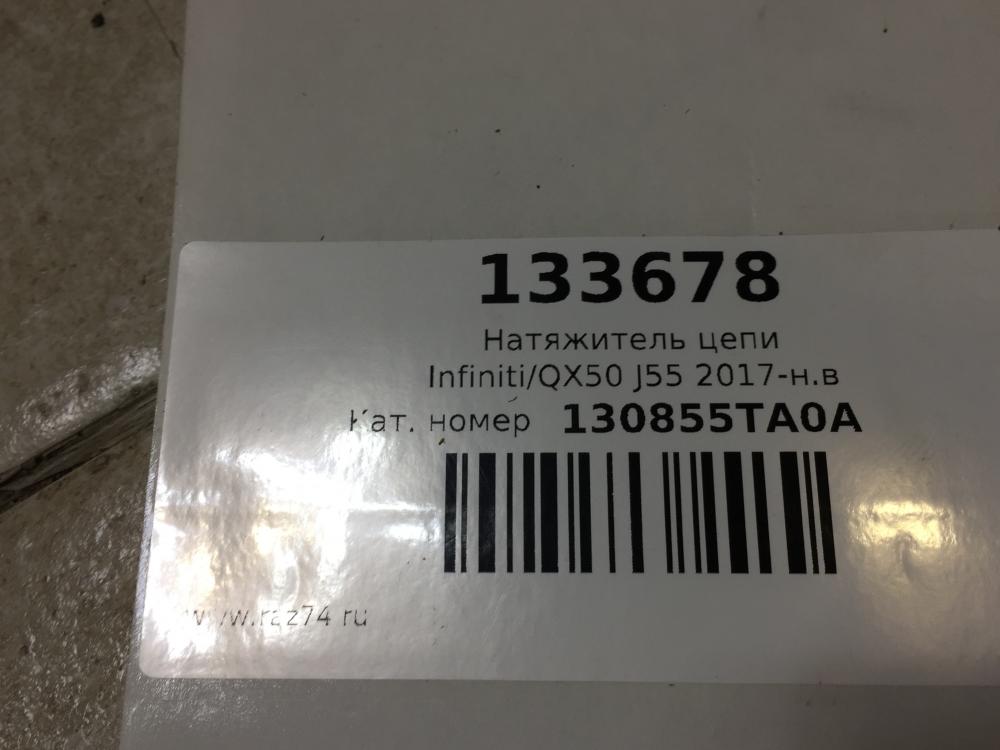 133678
Натяжитель цепи
Infiniti/QX50 J55 2017-н.в
Кат. номер 130855TA0A
www.raz74.ru